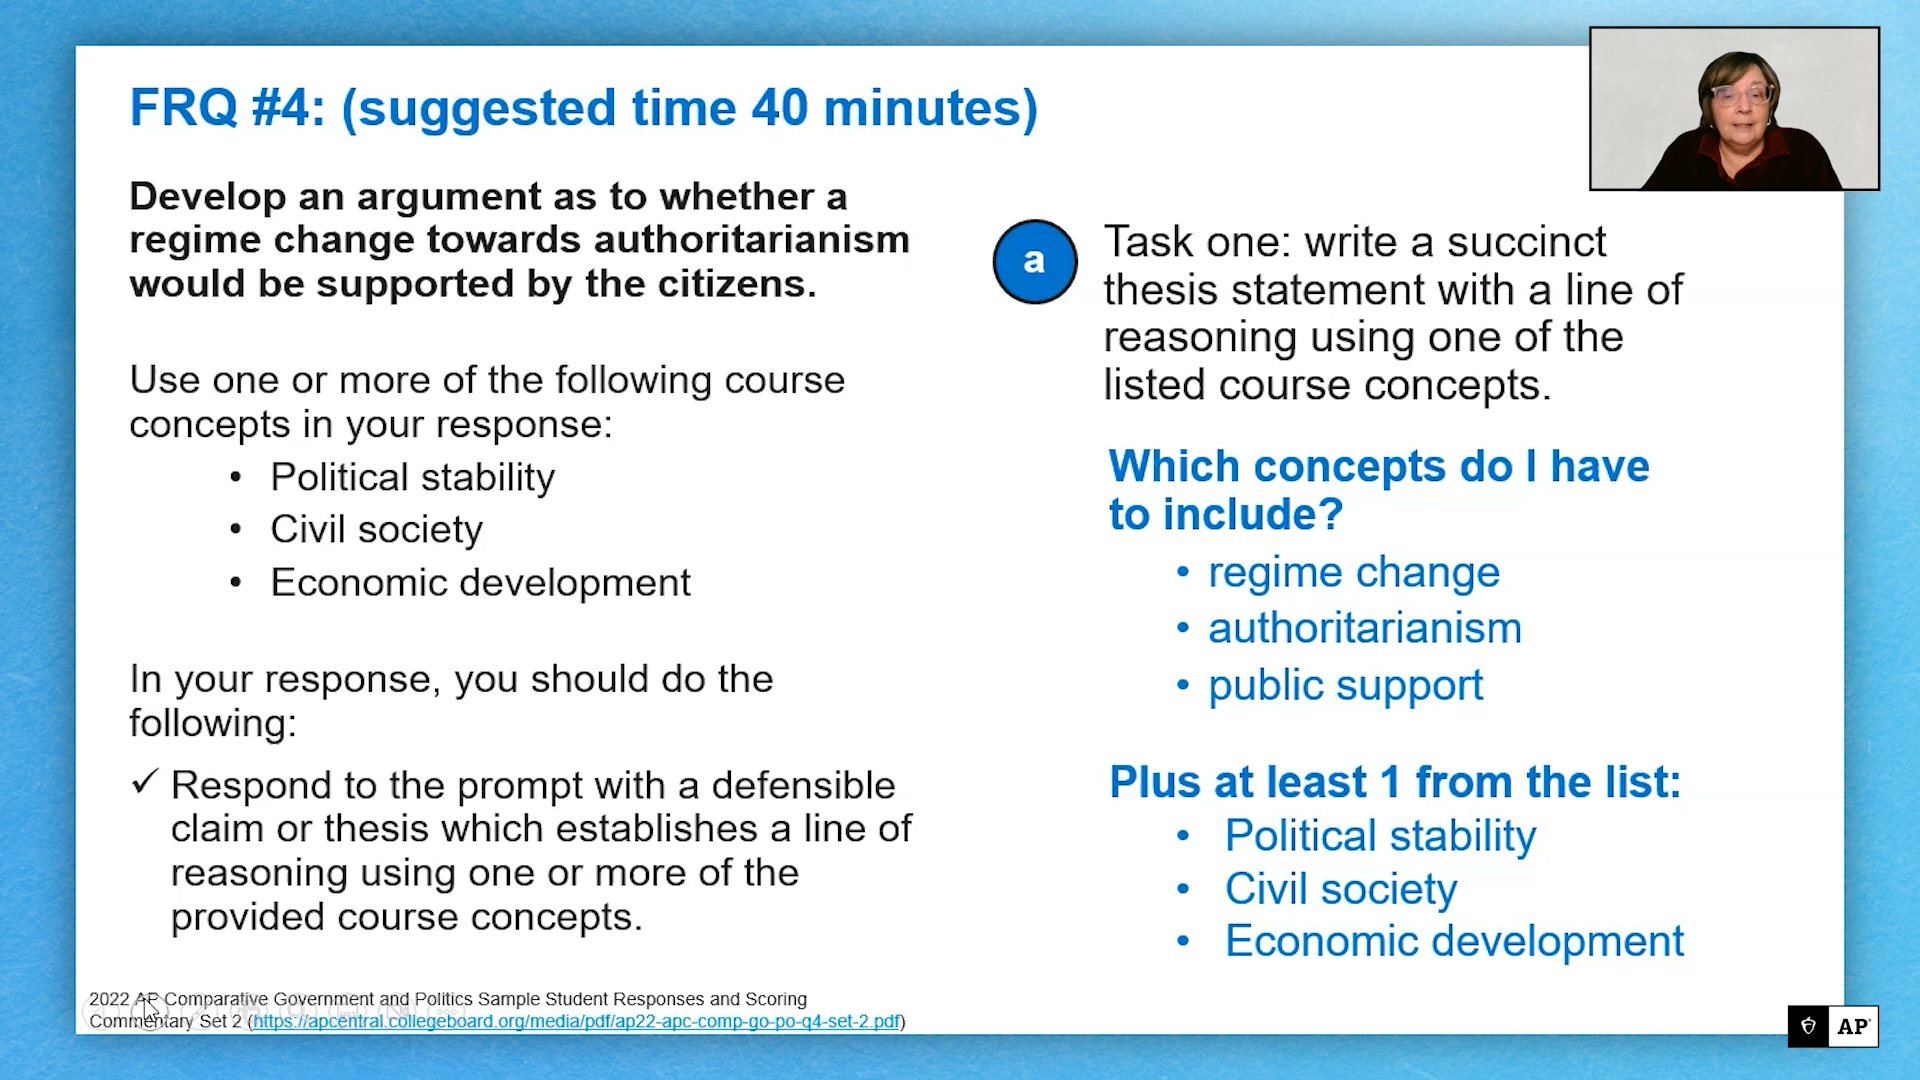 FRQ #4: (suggested time 40 minutes)
Develop an argument as to whether a
regime change towards authoritarianism
would be supported by the citizens.
Use one or more of the following course
concepts in your response:
• Political stability
• Civil society
• Economic development
In your response, you should do the
following:
✓ Respond to the prompt with a defensible
claim or thesis which establishes a line of
reasoning using one or more of the
provided course concepts.
2022 AP Comparative Government and Politics Sample Student Responses and Scoring
Commentary Set 2 (https://apcentral.collegeboard.org/media/pdf/ap22-apc-comp-go-po-q4-set-2.pdf)
a
Task one: write a succinct
thesis statement with a line of
reasoning using one of the
listed course concepts.
Which concepts do I have
to include?
• regime change
• authoritarianism
• public support
Plus at least 1 from the list:
• Political stability
• Civil society
• Economic development
AP